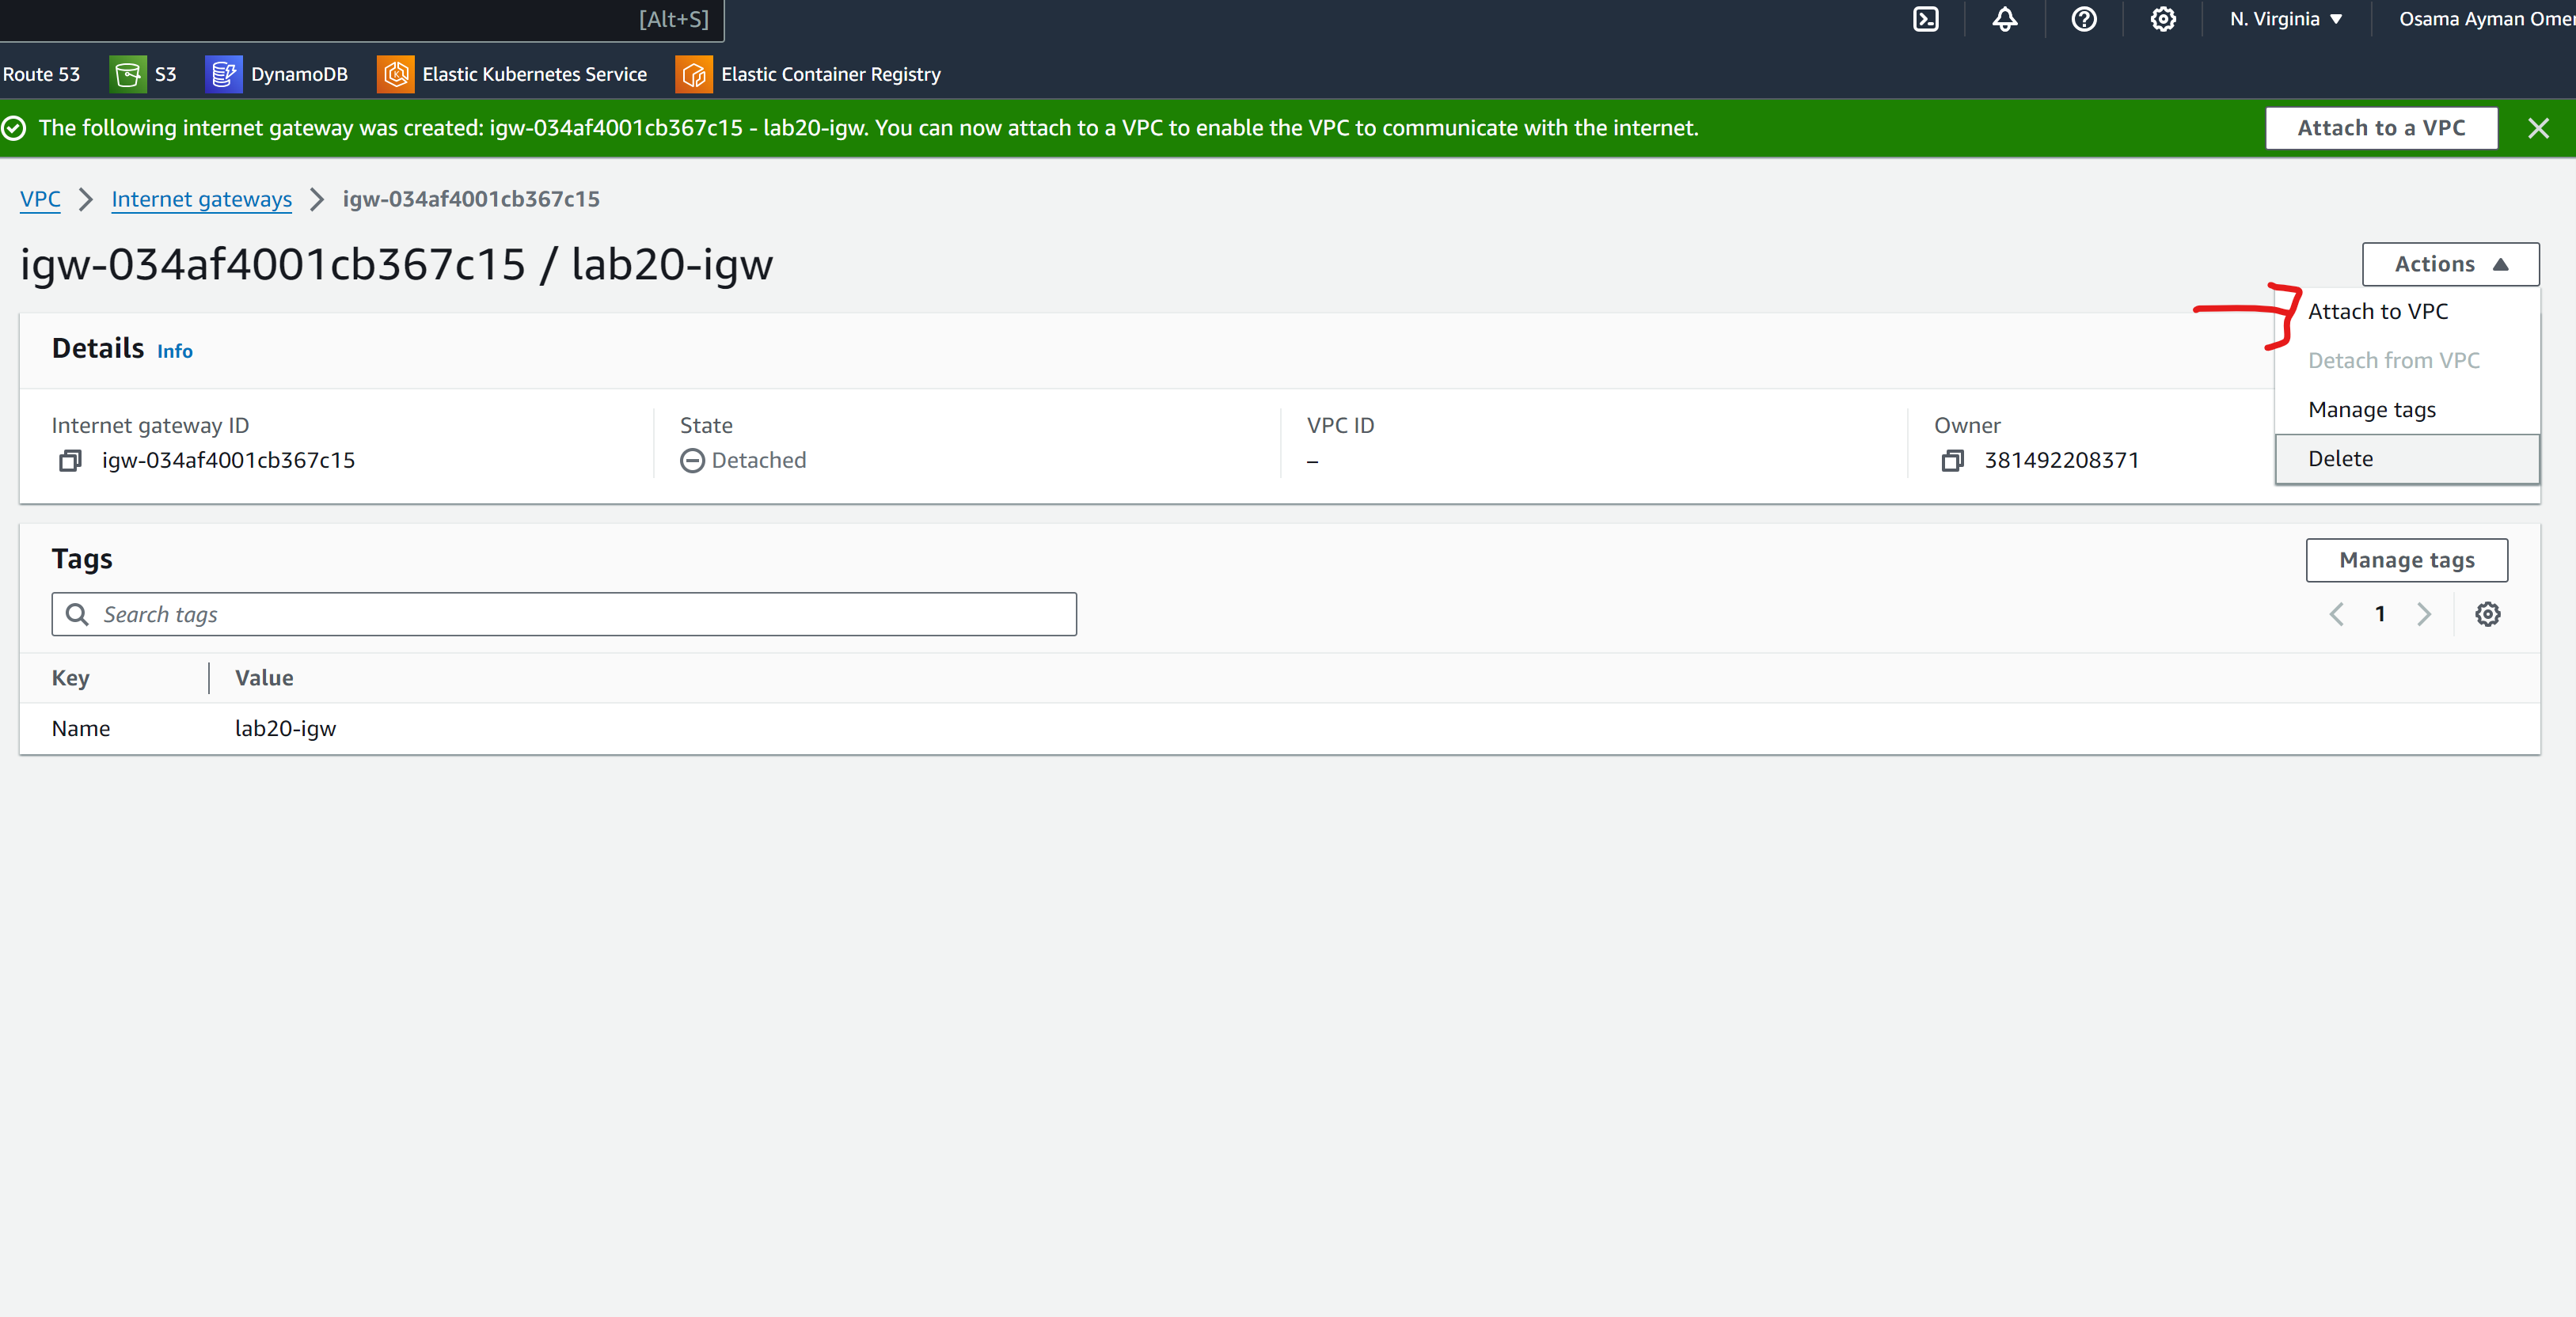 [Alt+S]
N. Virginia
Osama Ayman Omer
Route 53
S3
DynamoDB
Elastic Kubernetes Service
Elastic Container Registry
The following internet gateway was created: igw-034af4001cb367c15 - lab20-igw. You can now attach to a VPC to enable the VPC to communicate with the internet.
Attach to a VPC
VPC
Internet gateways
igw-034af4001cb367c15
igw-034af4001cb367c15 / lab20-igw
Actions
Attach to VPC
Detach from VPC
Manage tags
Delete
Details Info
Internet gateway ID
igw-034af4001cb367c15
State
Detached
VPC ID
–
Owner
381492208371
Tags
Manage tags
Search tags
1
Key
Value
Name
lab20-igw